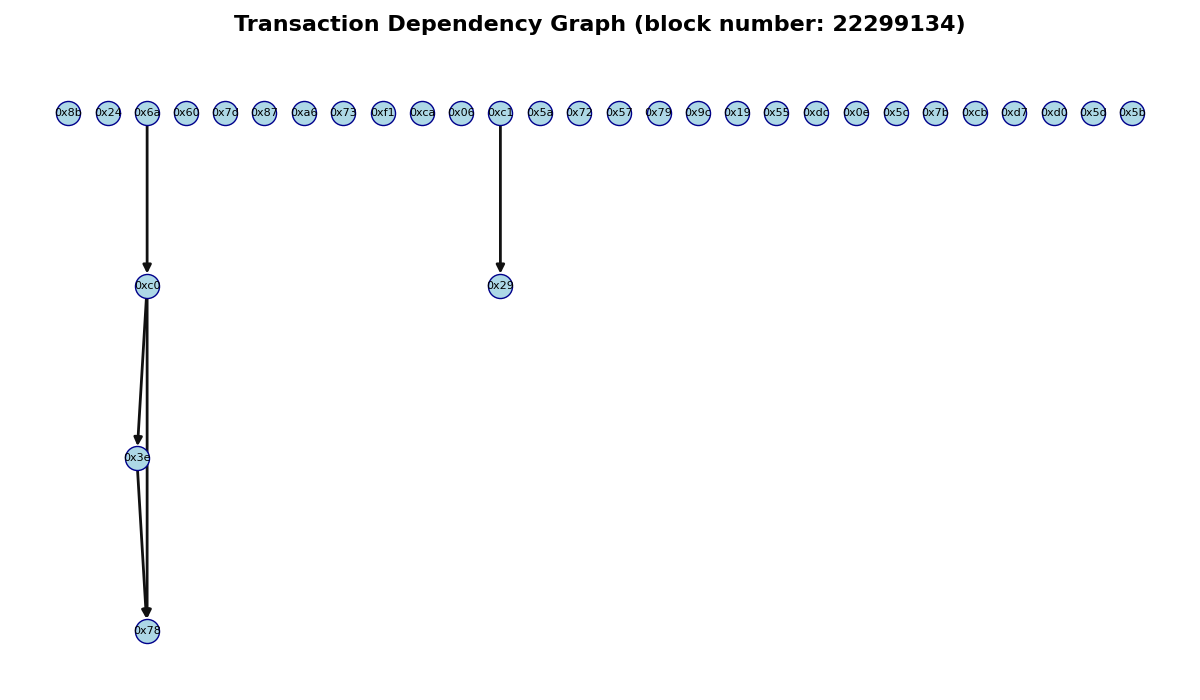 Transaction Dependency Graph (block number: 22299134)
0x8b 0x24 0x6a 0x60 0x7d 0x87 0xa6 0x73 0xf1 0xca 0x06 0xc1 0x5a 0x72 0x57 0x79 0x9c 0x19 0x55 0xdc 0x0e 0x5c 0x7b 0xcb 0xd7 0xd0 0x5d 0x5b
0xc0 0x29
0x3e
0x78